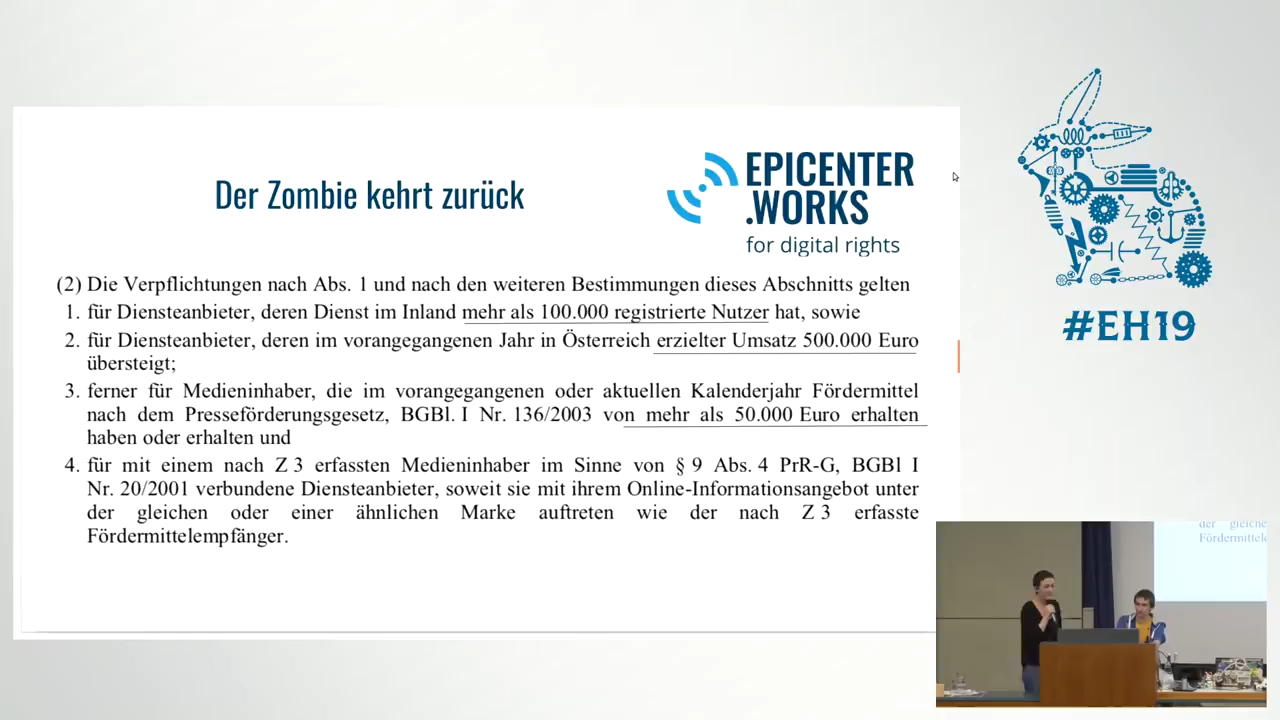 Der Zombie kehrt zurück
EPICENTER
.WORKS
for digital rights
(2) Die Verpflichtungen nach Abs. 1 und nach den weiteren Bestimmungen dieses Abschnitts gelten
1. für Diensteanbieter, deren Dienst im Inland mehr als 100.000 registrierte Nutzer hat, sowie
2. für Diensteanbieter, deren im vorangegangenen Jahr in Österreich erzielter Umsatz 500.000 Euro
übersteigt;
3. ferner für Medieninhaber, die im vorangegangenen oder aktuellen Kalenderjahr Fördermittel
nach dem Presseförderungsgesetz, BGBl. I Nr. 136/2003 von mehr als 50.000 Euro erhalten
haben oder erhalten und
4. für mit einem nach Z 3 erfassten Medieninhaber im Sinne von § 9 Abs. 4 PrR-G, BGBl I
Nr. 20/2001 verbundene Diensteanbieter, soweit sie mit ihrem Online-Informationsangebot unter
der gleichen oder einer ähnlichen Marke auftreten wie der nach Z 3 erfasste
Fördermittelempfänger.
#EH19
der gleiche
Fördermittele